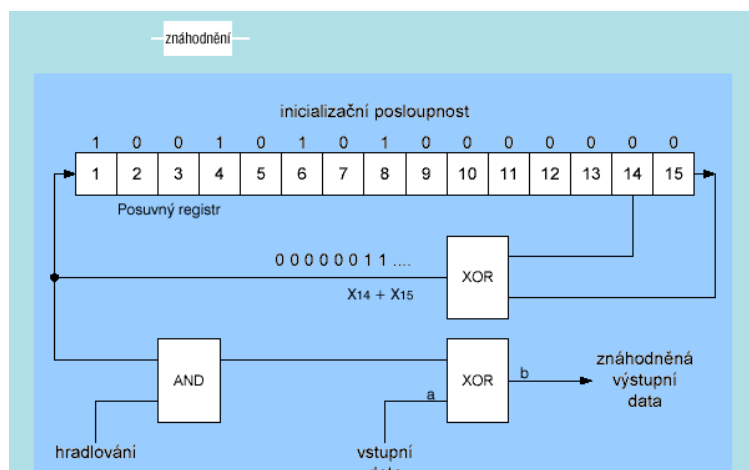 znáhodnění
inicializační posloupnost
1 0 0 1 0 1 0 1 0 0 0 0 0 0 0
1 2 3 4 5 6 7 8 9 10 11 12 13 14 15
Posuvný registr
0 0 0 0 0 0 1 1 ....
XOR
X14 + X15
AND
XOR
a
b
znáhodněná
výstupní
data
hradlování
vstupní